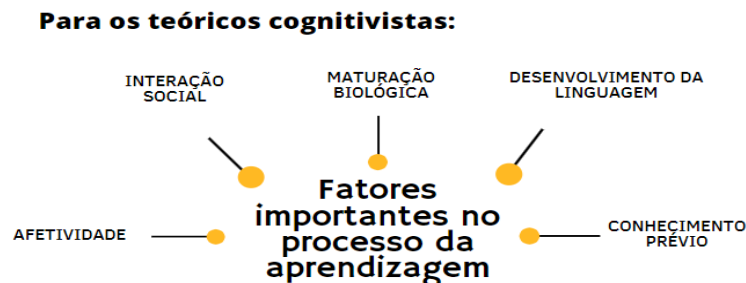 Para os teóricos cognitivistas:
INTERAÇÃO
SOCIAL
MATURAÇÃO
BIOLÓGICA
DESENVOLVIMENTO DA
LINGUAGEM
AFETIVIDADE
Fatores
importantes no
processo da
aprendizagem
CONHECIMENTO
PRÉVIO